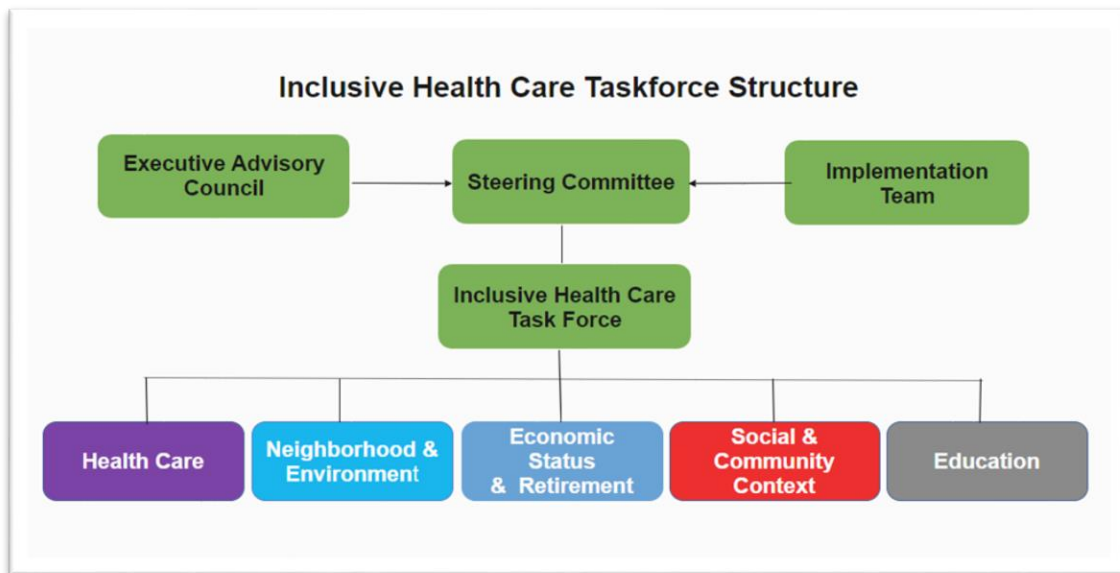 Inclusive Health Care Taskforce Structure
Executive Advisory
Council
Steering Committee
Implementation
Team
Inclusive Health Care
Task Force
Health Care
Neighborhood &
Environment
Economic
Status
& Retirement
Social &
Community
Context
Education